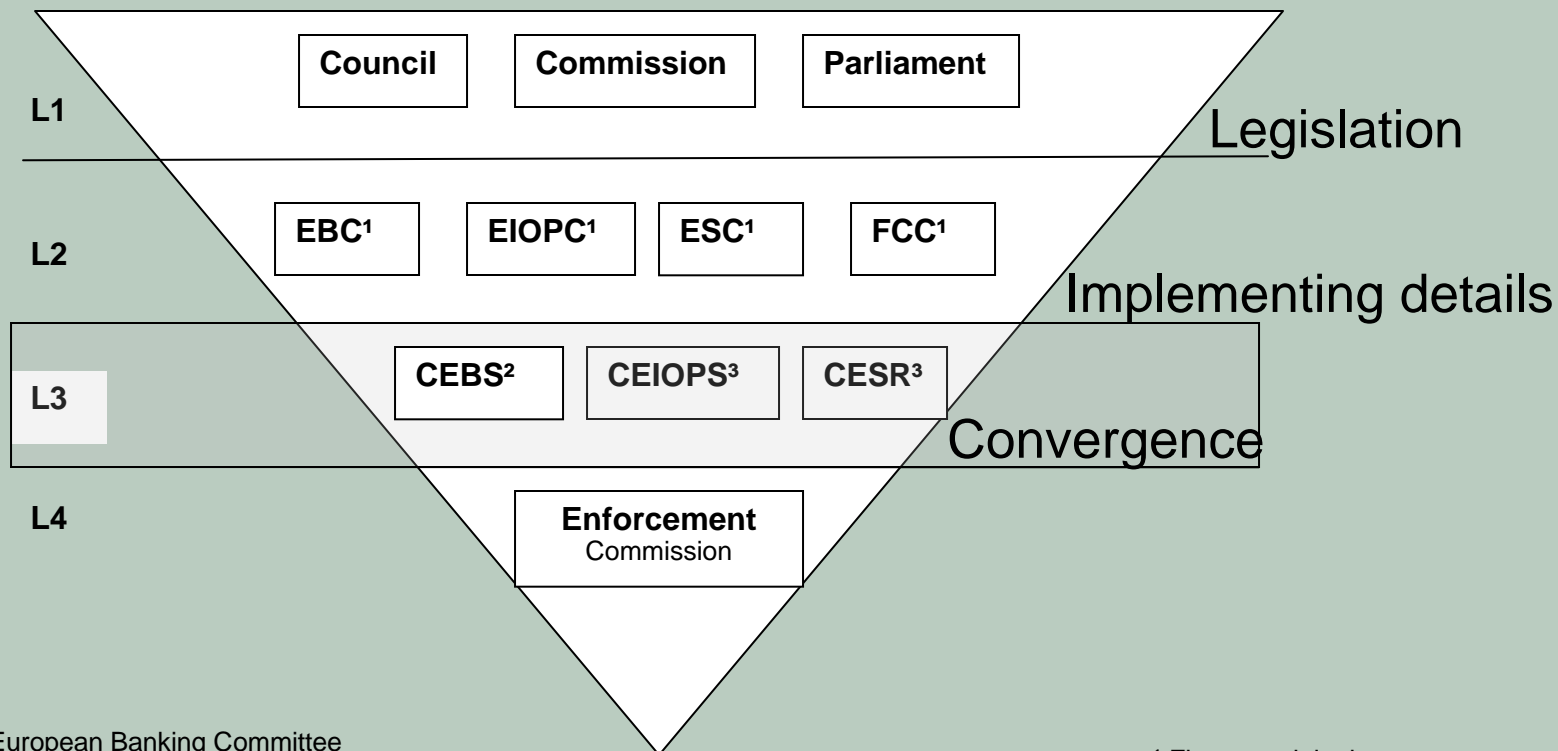 Council Commission Parliament
L1
Legislation
EBC¹ EIOPC¹ ESC¹ FCC¹
L2
Implementing details
CEBS² CEIOPS³ CESR³
L3
Convergence
L4
Enforcement
Commission
European Banking Committee